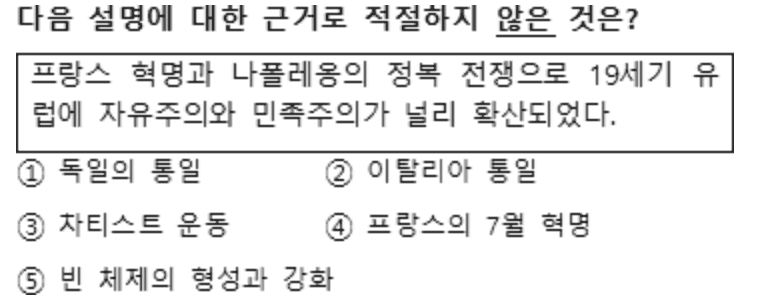 다음 설명에 대한 근거로 적절하지 않은 것은?
프랑스 혁명과 나폴레옹의 정복 전쟁으로 19세기 유
럽에 자유주의와 민족주의가 널리 확산되었다.
① 독일의 통일 ② 이탈리아 통일
③ 차티스트 운동 ④ 프랑스의 7월 혁명
⑤ 빈 체제의 형성과 강화